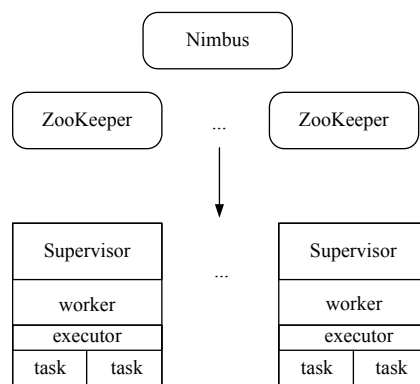 Nimbus
ZooKeeper ... ZooKeeper
Supervisor ... Supervisor
worker worker
executor executor
task task task task